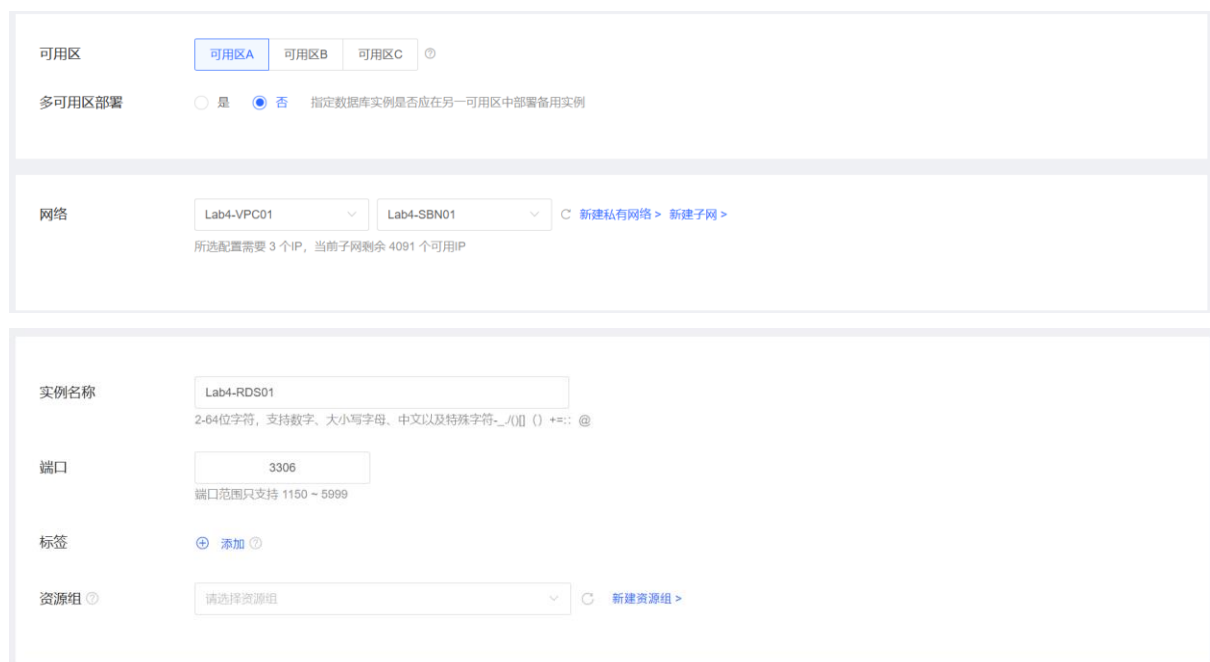 可用区 可用区A 可用区B 可用区C
多可用区部署 是 否 指定数据库实例是否应在另一可用区中部署备用实例
网络 Lab4-VPC01 Lab4-SBN01 新建私有网络 > 新建子网 >
所选配置需要 3 个IP，当前子网剩余 4091 个可用IP
实例名称 Lab4-RDS01
2-64位字符，支持数字、大小写字母、中文以及特殊字符-_./()[]（）+=:：@
端口 3306
端口范围只支持 1150 ~ 5999
标签 添加
资源组 请选择资源组 新建资源组 >